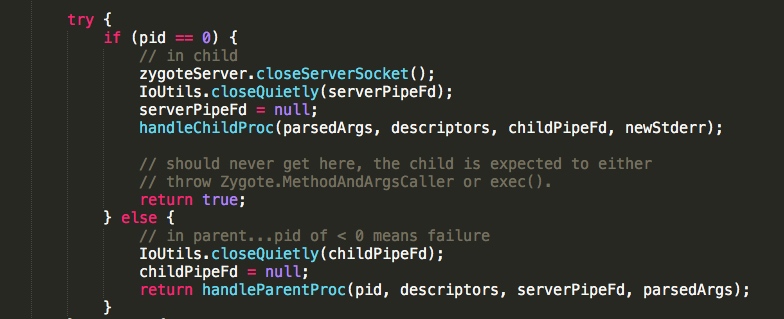 try {
if (pid == 0) {
// in child
zygoteServer.closeServerSocket();
IoUtils.closeQuietly(serverPipeFd);
serverPipeFd = null;
handleChildProc(parsedArgs, descriptors, childPipeFd, newStderr);
// should never get here, the child is expected to either
// throw Zygote.MethodAndArgsCaller or exec().
return true;
} else {
// in parent...pid of < 0 means failure
IoUtils.closeQuietly(childPipeFd);
childPipeFd = null;
return handleParentProc(pid, descriptors, serverPipeFd, parsedArgs);
}